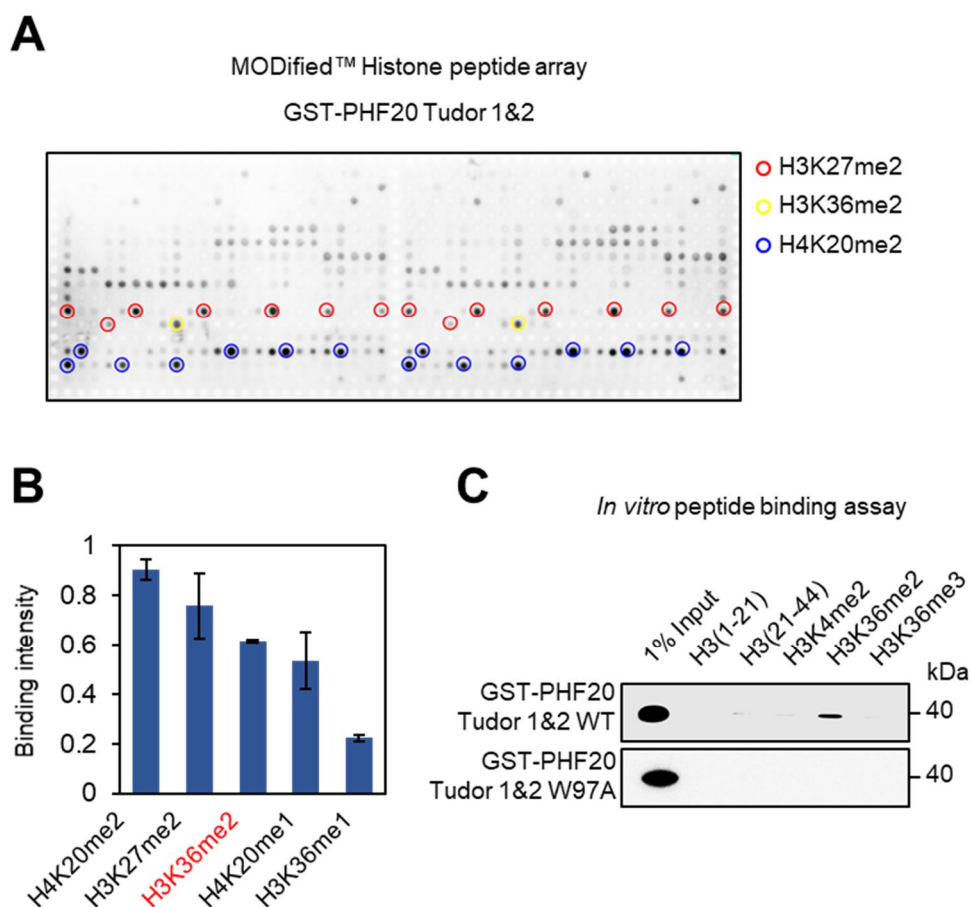 A
MODified™ Histone peptide array
GST-PHF20 Tudor 1&2
H3K27me2
H3K36me2
H4K20me2
B
Binding intensity
1
0.8
0.6
0.4
0.2
0
H4K20me2
H3K27me2
H3K36me2
H4K20me1
H3K36me1
C
In vitro peptide binding assay
1% Input
H3(1-21)
H3(21-44)
H3K4me2
H3K36me2
H3K36me3
kDa
GST-PHF20
Tudor 1&2 WT
40
GST-PHF20
Tudor 1&2 W97A
40